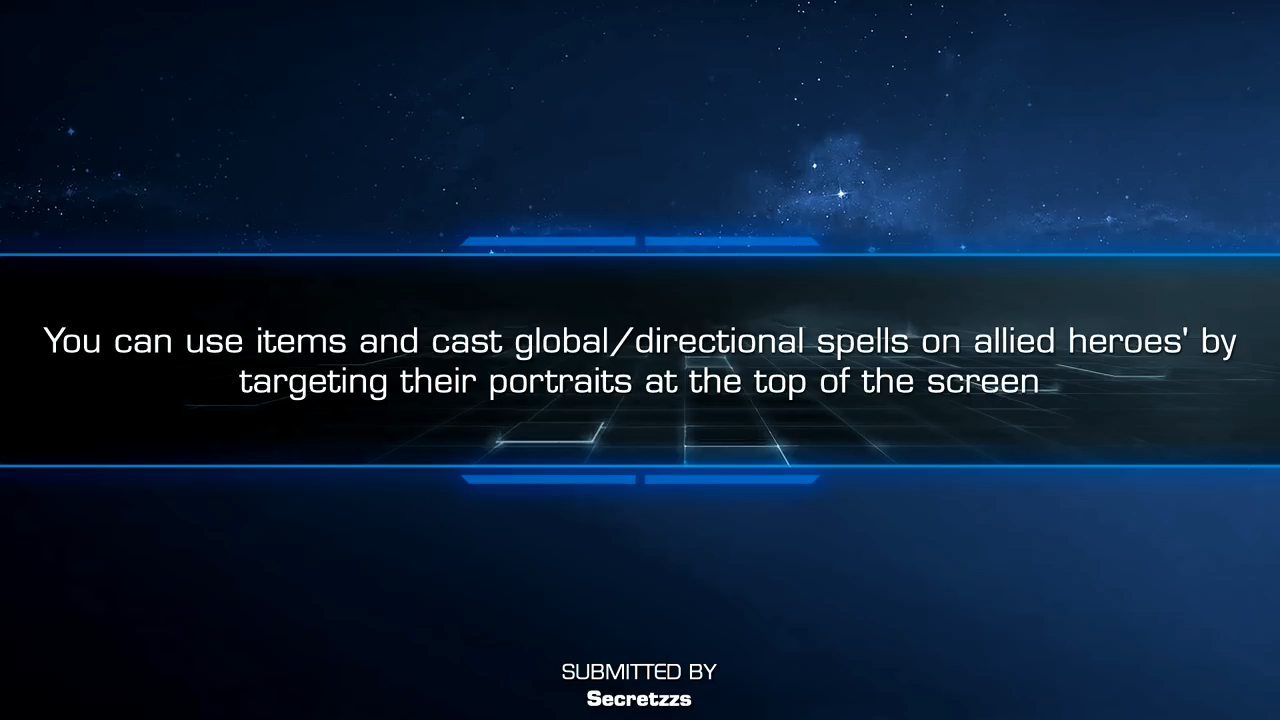 You can use items and cast global/directional spells on allied heroes' by
targeting their portraits at the top of the screen
SUBMITTED BY
Secretzzs